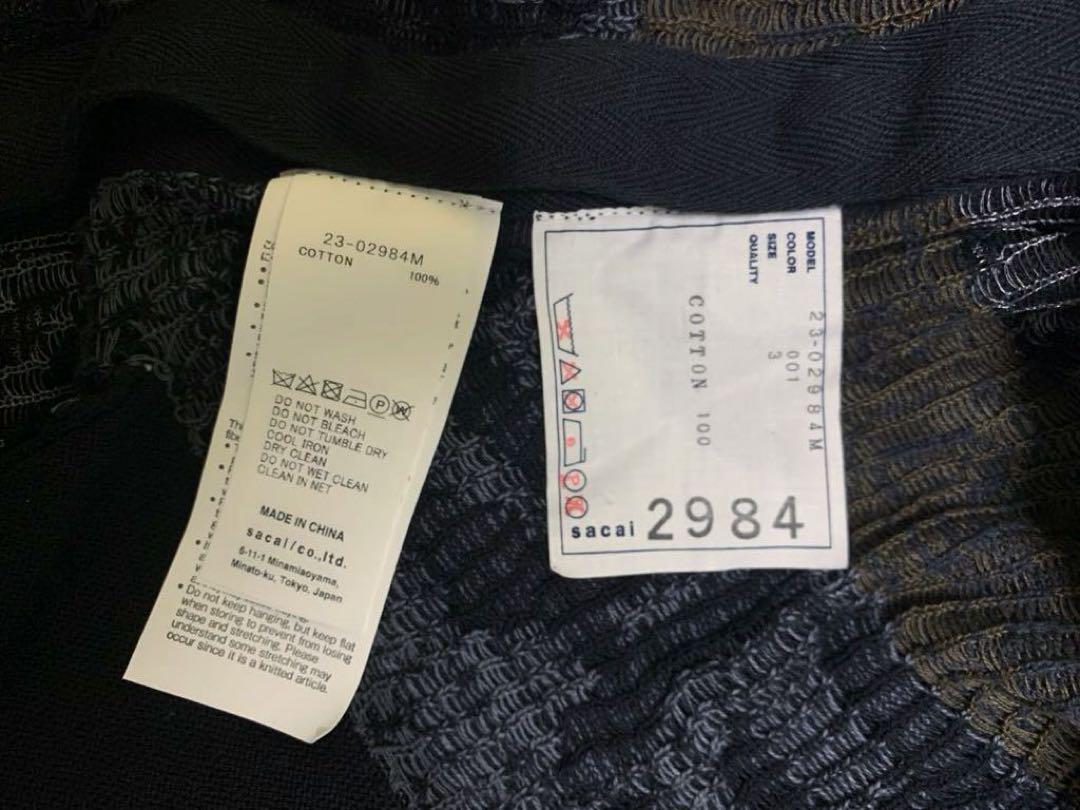 23-02984M
COTTON 100%
DO NOT WASH
DO NOT BLEACH
DO NOT TUMBLE DRY
COOL IRON
DRY CLEAN
DO NOT WET CLEAN
CLEAN IN NET
MADE IN CHINA
sacai/co.,ltd.
6-11-1 Minamiaoyama,
Minato-ku, Tokyo, Japan
• Do not keep hanging, but keep flat
when storing to prevent from losing
shape and stretching. Please
understand some stretching may
occur since it is a knitted article.
MODEL 23-02984M
COLOR 001
SIZE 3
QUALITY
COTTON 100
sacai 2984